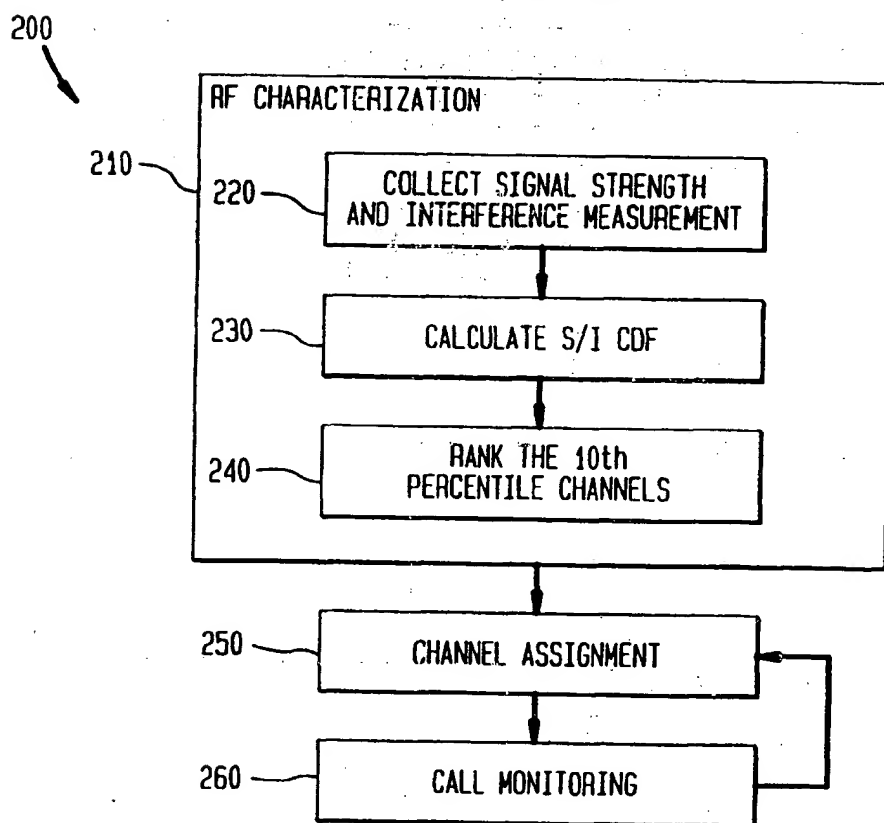 200
RF CHARACTERIZATION
210
220
COLLECT SIGNAL STRENGTH
AND INTERFERENCE MEASUREMENT
230
CALCULATE S/I CDF
240
RANK THE 10th
PERCENTILE CHANNELS
250
CHANNEL ASSIGNMENT
260
CALL MONITORING